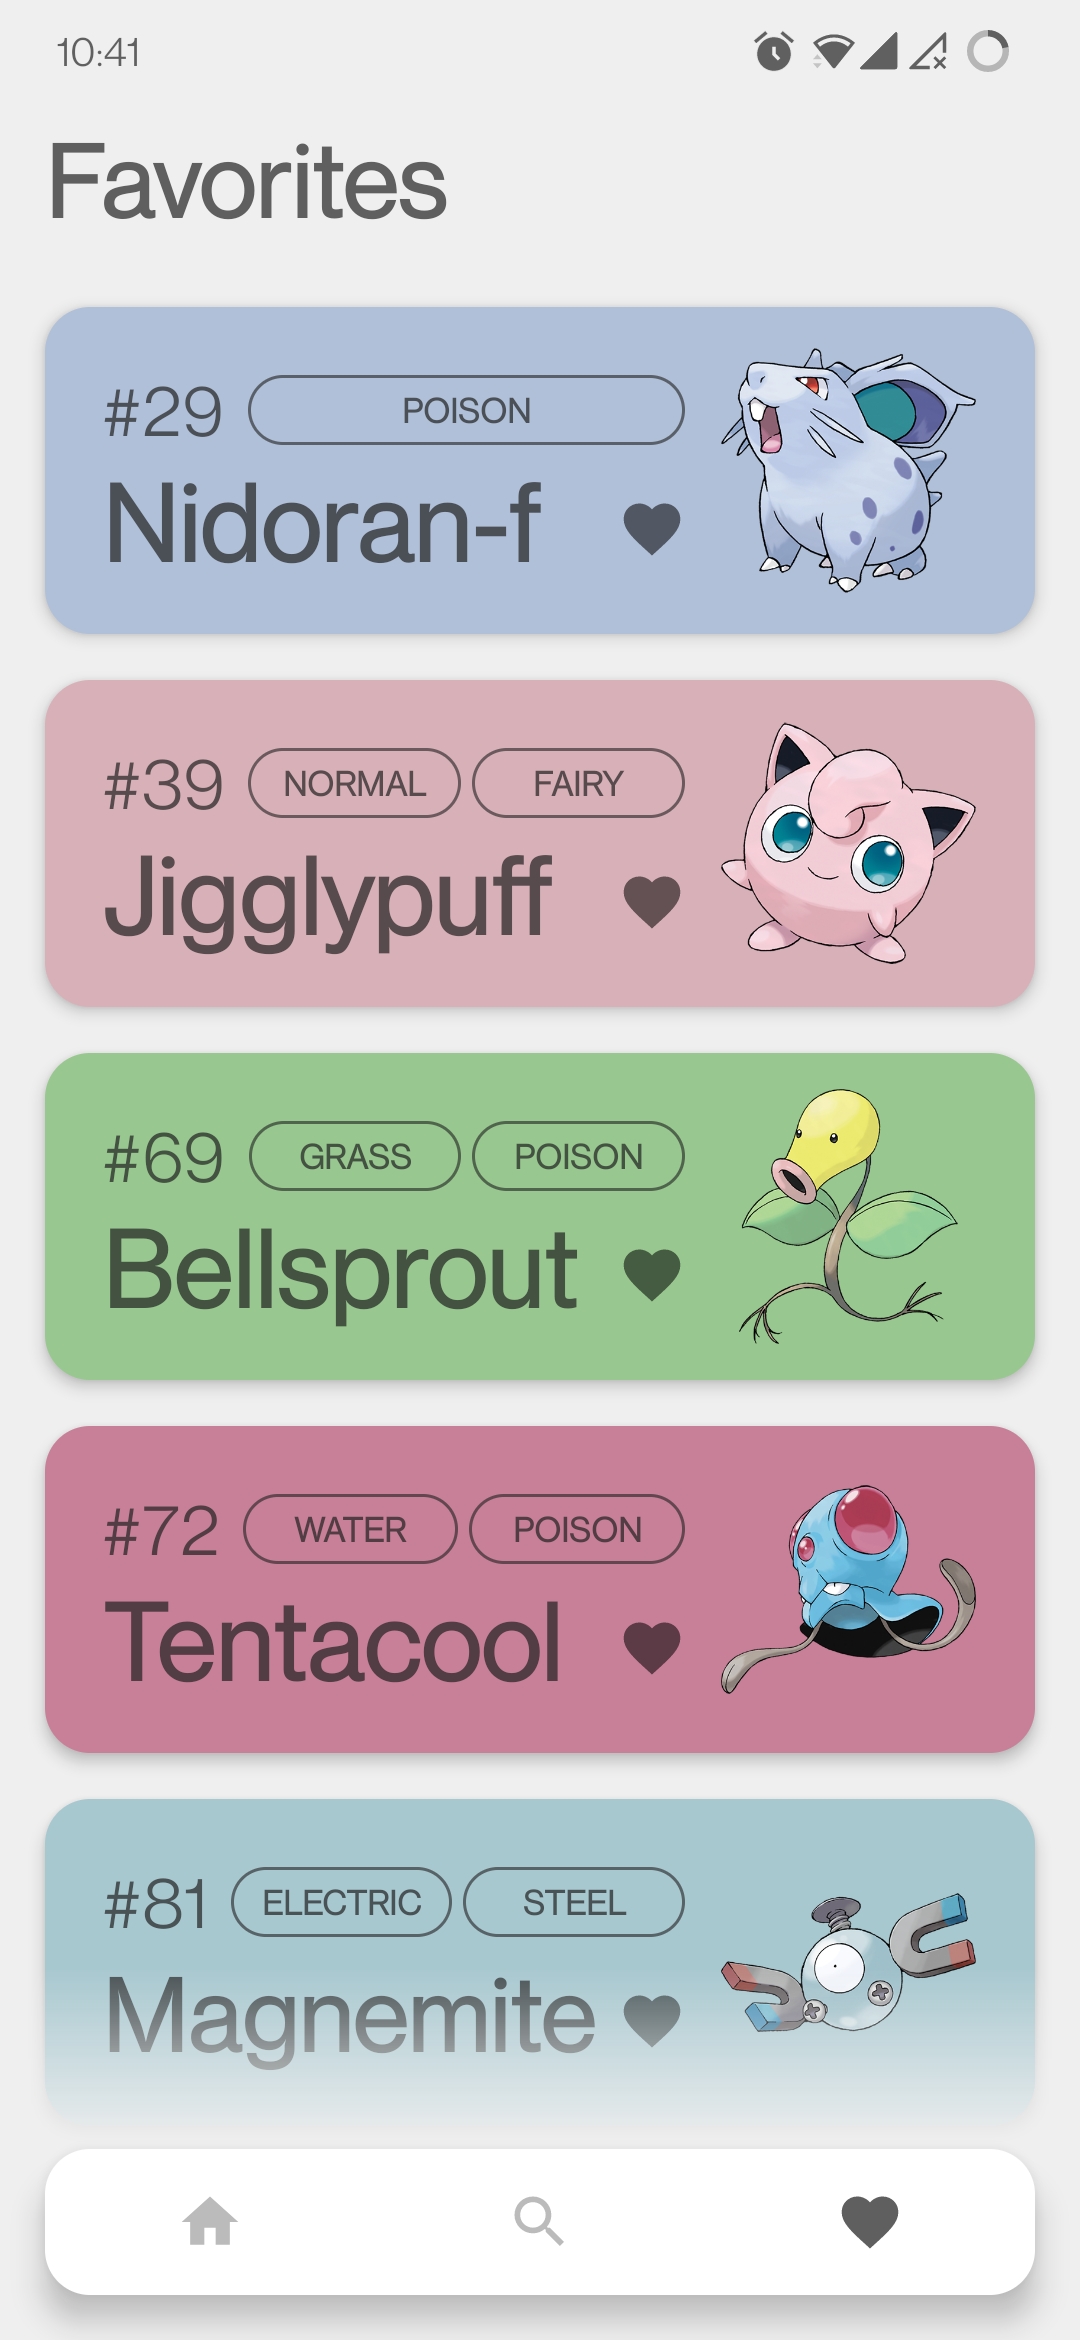 10:41
Favorites
#29 POISON
Nidoran-f
#39 NORMAL FAIRY
Jigglypuff
#69 GRASS POISON
Bellsprout
#72 WATER POISON
Tentacool
#81 ELECTRIC STEEL
Magnemite